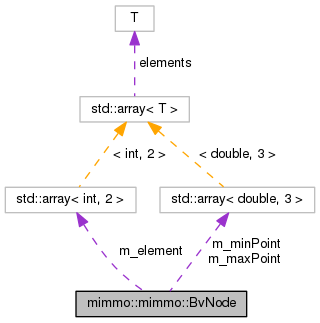 T
elements
std::array< T >
< int, 2 >
< double, 3 >
std::array< int, 2 >
std::array< double, 3 >
m_element
m_minPoint
m_maxPoint
mimmo::mimmo::BvNode